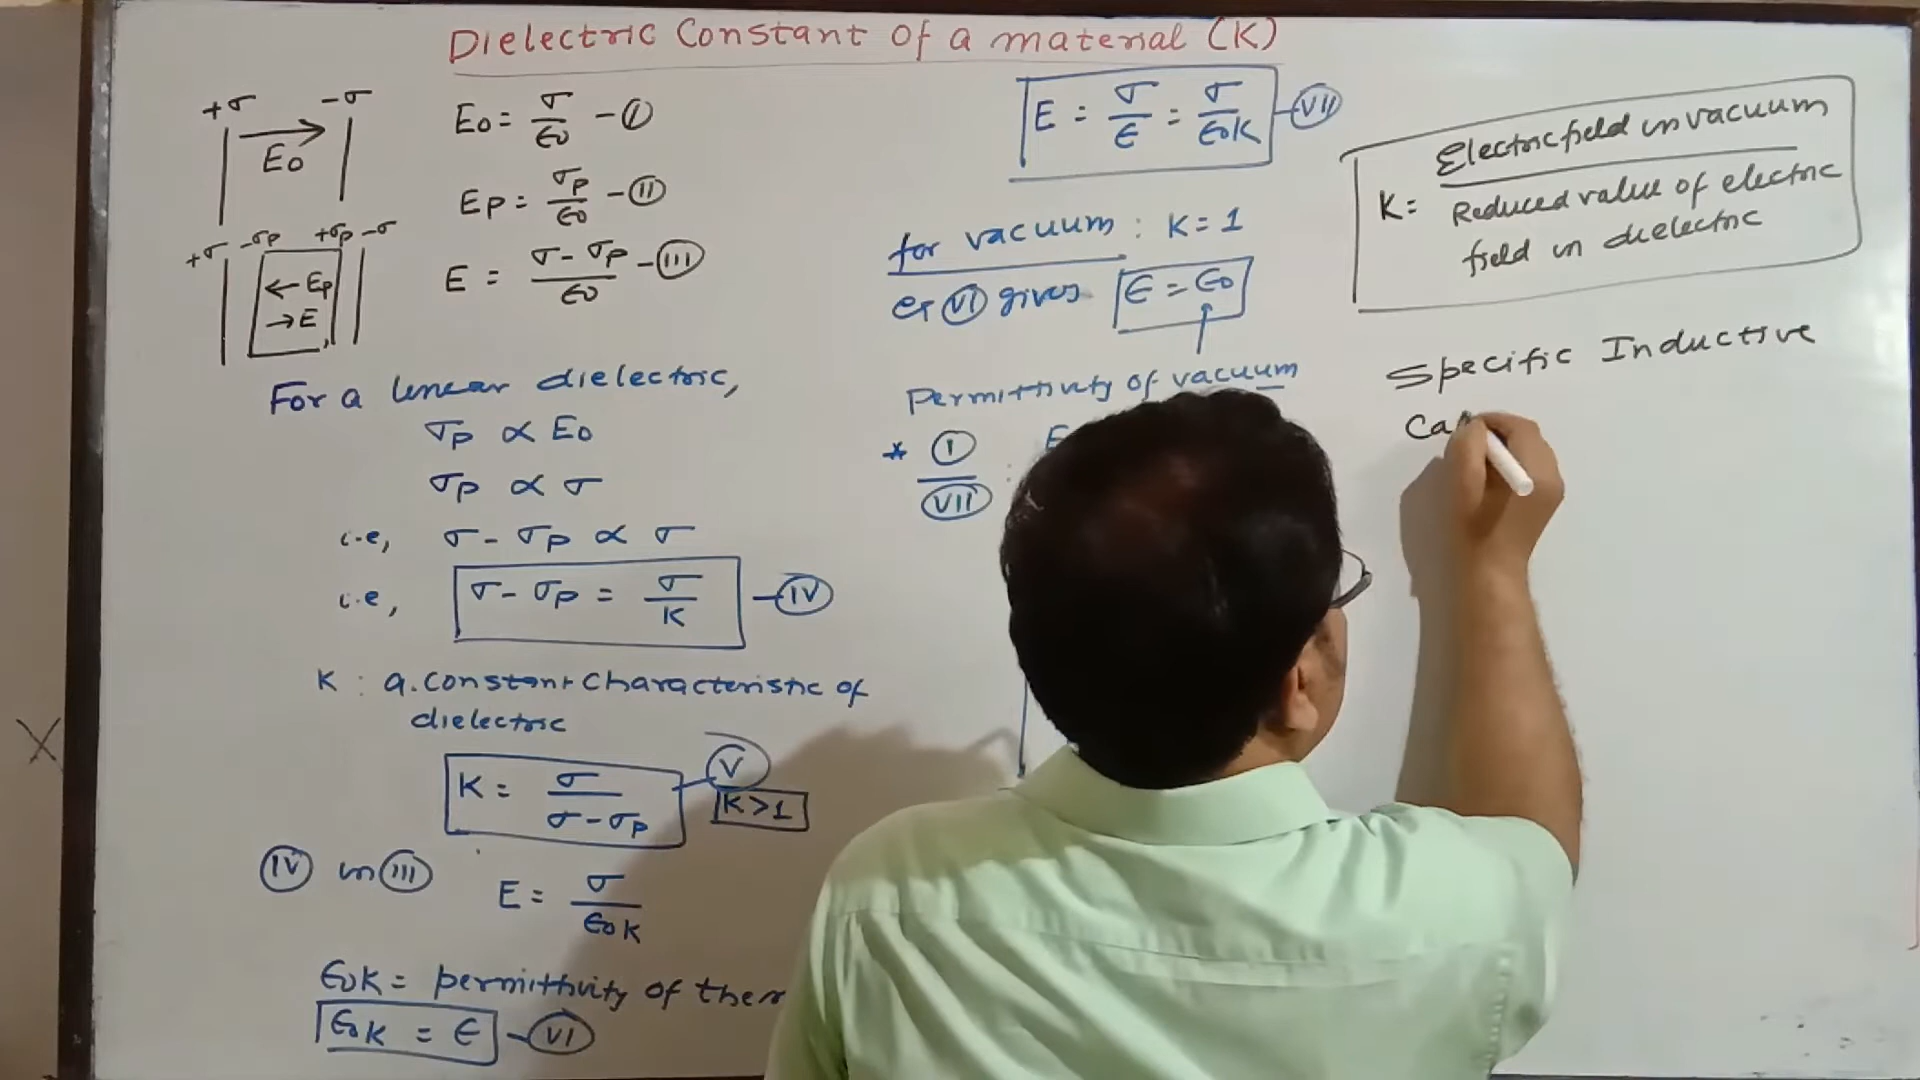 Dielectric Constant of a material (K)
+σ -σ
E₀
+σ -σp +σp -σ
← Ep
→ E
E₀ = σ/ε₀ - I
Ep = σp/ε₀ - II
E = (σ - σp)/ε₀ - III
For a linear dielectric,
σp ∝ E₀
σp ∝ σ
i.e, σ - σp ∝ σ
i.e, σ - σp = σ/K - IV
K : a constant characteristic of
dielectric
K = σ/(σ - σp) - V
K > 1
IV in III E = σ/(ε₀K)
ε₀K = permittivity of the
ε₀K = ε - VI
E = σ/ε = σ/(ε₀K) - VII
for vacuum : K = 1
eq VI gives ε = ε₀
Permittivity of vacuum
* I/VII :
K = Electric field in vacuum
Reduced value of electric
field in dielectric
Specific Inductive
Ca